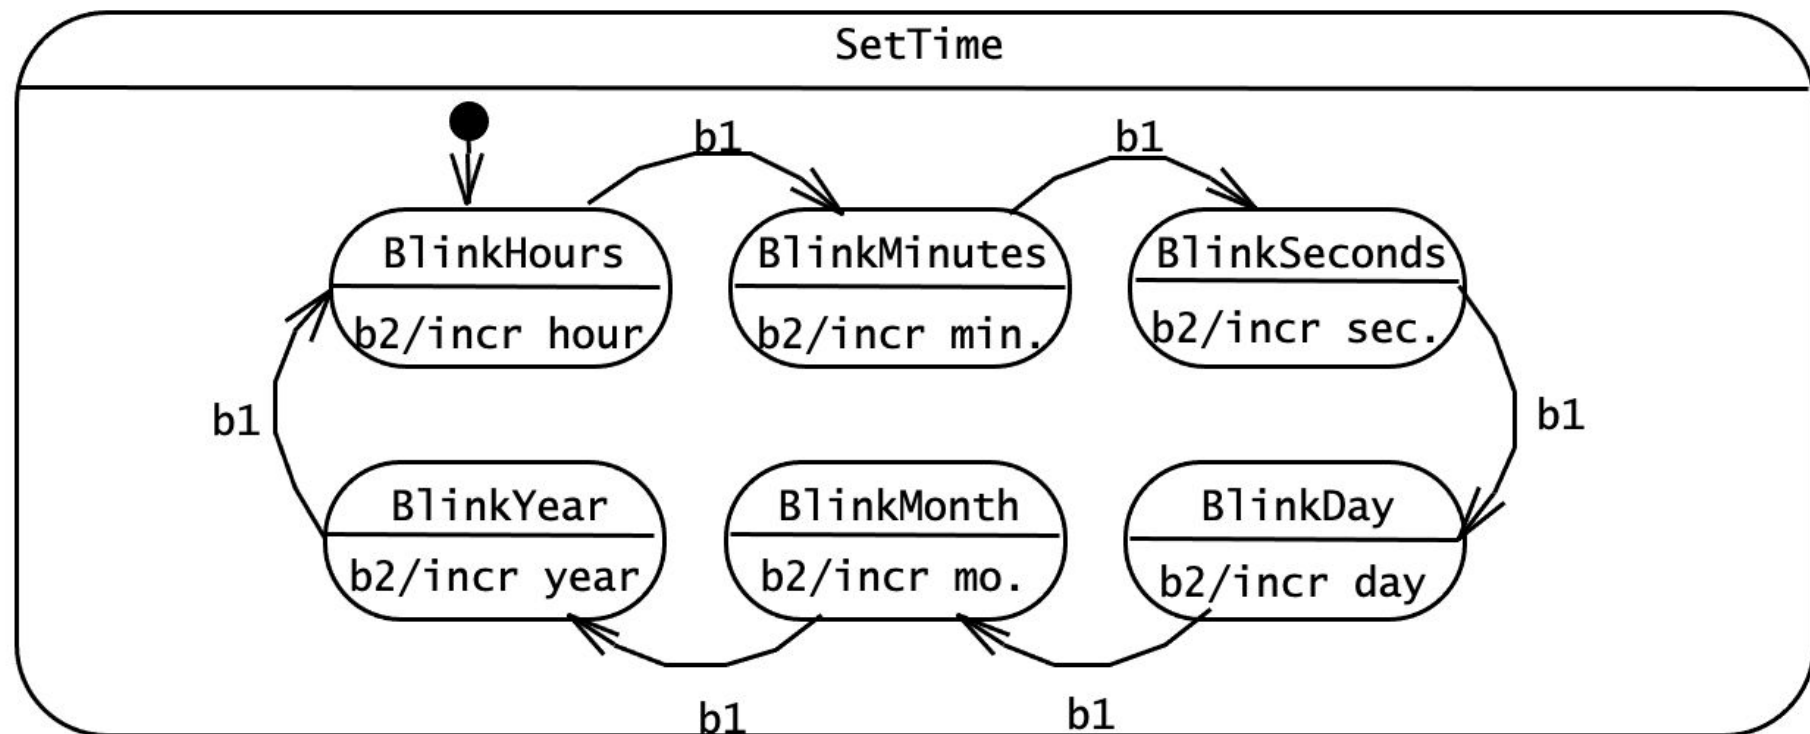 SetTime
b1
b1
BlinkHours
b2/incr hour
BlinkMinutes
b2/incr min.
BlinkSeconds
b2/incr sec.
b1
b1
BlinkYear
b2/incr year
BlinkMonth
b2/incr mo.
BlinkDay
b2/incr day
b1
b1